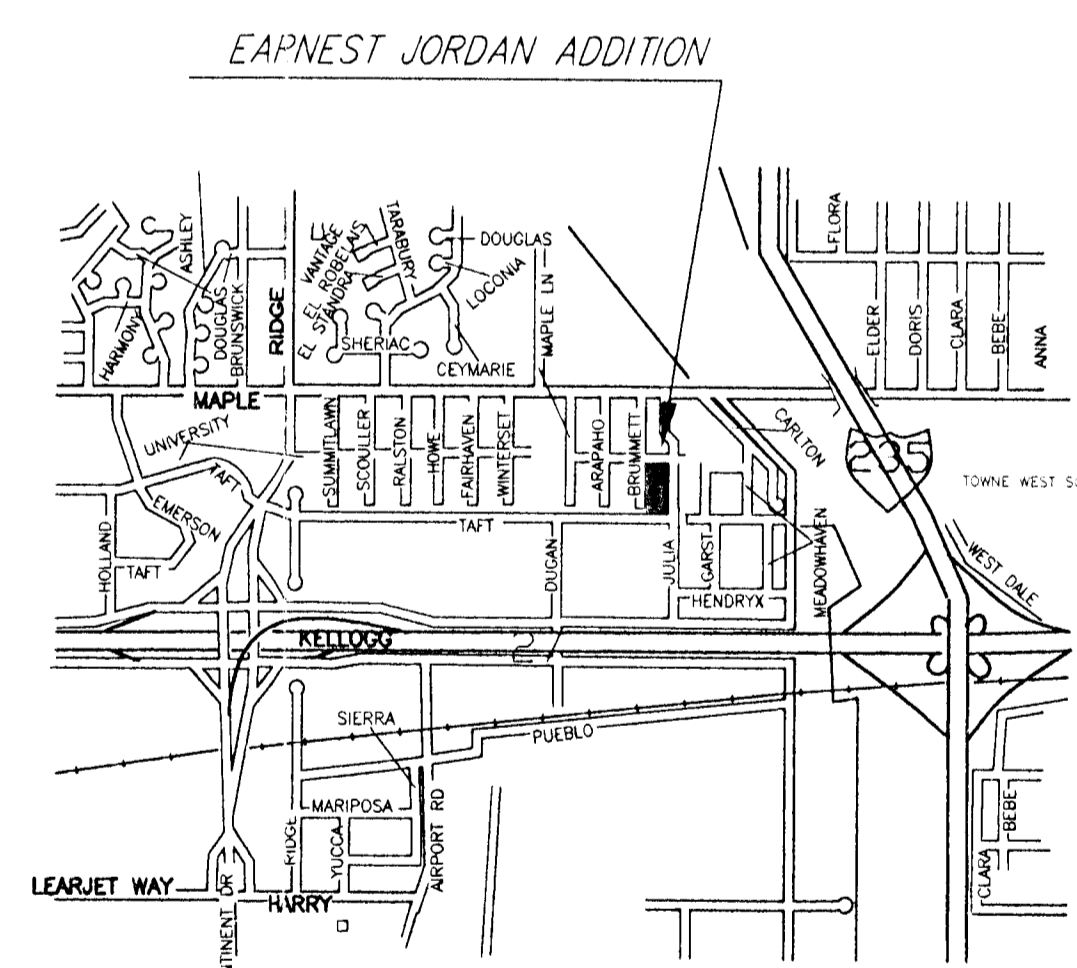 EARNEST JORDAN ADDITION
FLORA
ASHLEY
TARABURY
VANTAGE
EL ROBELAIS
EL STANDRA
DOUGLAS
LOCONIA
HARMONY
DOUGLAS
BRUNSWICK
RIDGE
SHERIAC
CEYMARIE
MAPLE LN
ELDER
DORIS
CLARA
BEBE
ANNA
MAPLE
UNIVERSITY
TAFT
EMERSON
SUMMITLAWN
SCOULLER
RALSTON
HOWE
FAIRHAVEN
WINTERSET
ARAPAHO
BRUMMETT
CARLTON
TOWNE WEST
HOLLAND
TAFT
TAFT
DUGAN
JULIA
GARST
MEADOWHAVEN
WEST DALE
HENDRYX
KELLOGG
SIERRA
PUEBLO
MARIPOSA
RIDGE
YUCCA
AIRPORT RD
BEBE
CLARA
LEARJET WAY
HARRY
TINENT DR